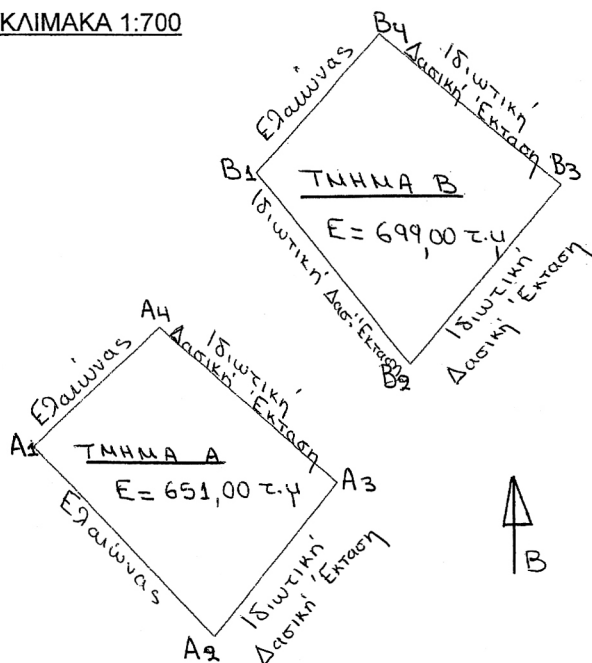 ΚΛΙΜΑΚΑ 1:700
Β4
Ελαιώνας
Ιδιωτική
Δασική Έκταση
Β1
Β3
ΤΜΗΜΑ Β
Ε= 699,00 τ.μ
Ιδιωτική Δασ. Έκταση
Ιδιωτική
Δασική Έκταση
Β2
Α4
Ελαιώνας
Ιδιωτική
Δασική Έκταση
Α1
ΤΜΗΜΑ Α
Ε= 651,00 τ.μ
Α3
Ελαιώνας
Ιδιωτική
Δασική Έκταση
Α2
Β